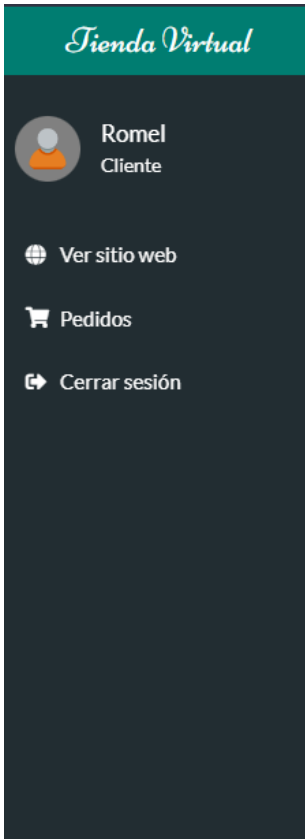 Tienda Virtual
Romel
Cliente
Ver sitio web
Pedidos
Cerrar sesión